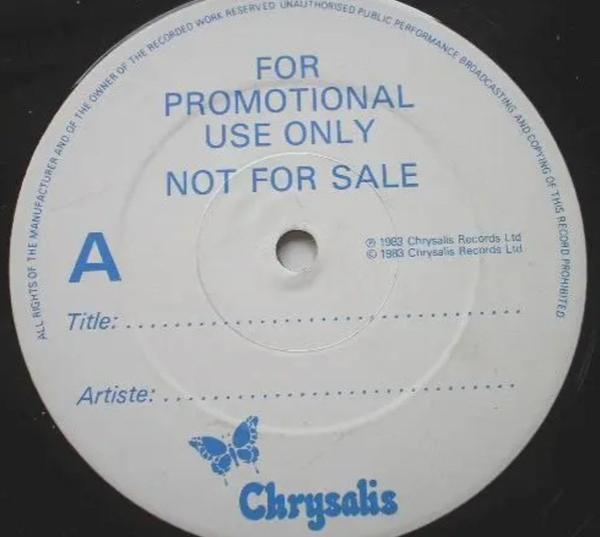 ALL RIGHTS OF THE MANUFACTURER AND OF THE OWNER OF THE RECORDED WORK RESERVED UNAUTHORISED PUBLIC PERFORMANCE BROADCASTING AND COPYING OF THIS RECORD PROHIBITED
FOR
PROMOTIONAL
USE ONLY
NOT FOR SALE
A
℗ 1983 Chrysalis Records Ltd
© 1983 Chrysalis Records Ltd
Title: ........................................
Artiste: ........................................
Chrysalis